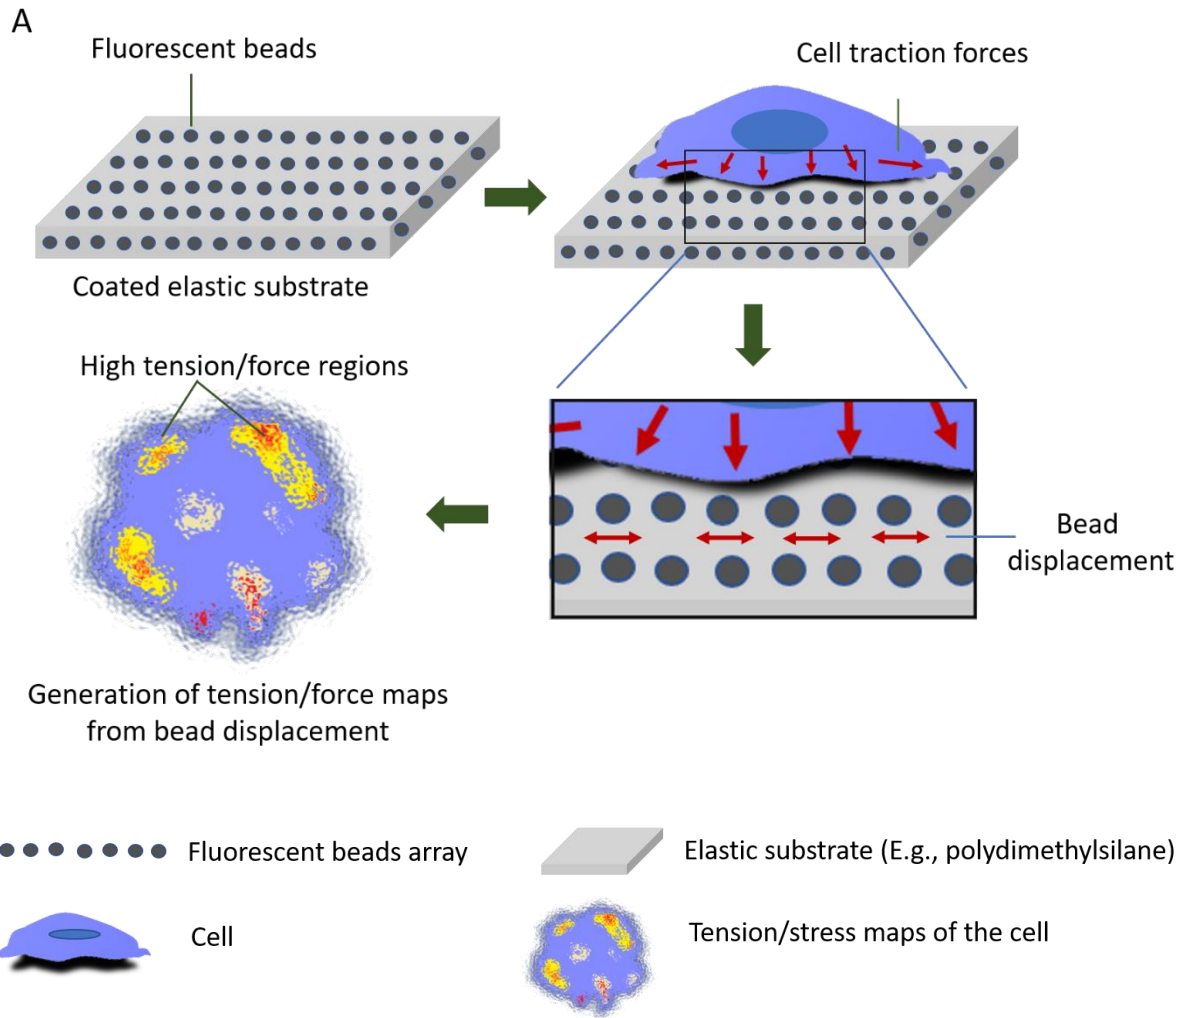 A
Fluorescent beads
Cell traction forces
Coated elastic substrate
High tension/force regions
Bead
displacement
Generation of tension/force maps
from bead displacement
Fluorescent beads array
Elastic substrate (E.g., polydimethylsilane)
Cell
Tension/stress maps of the cell